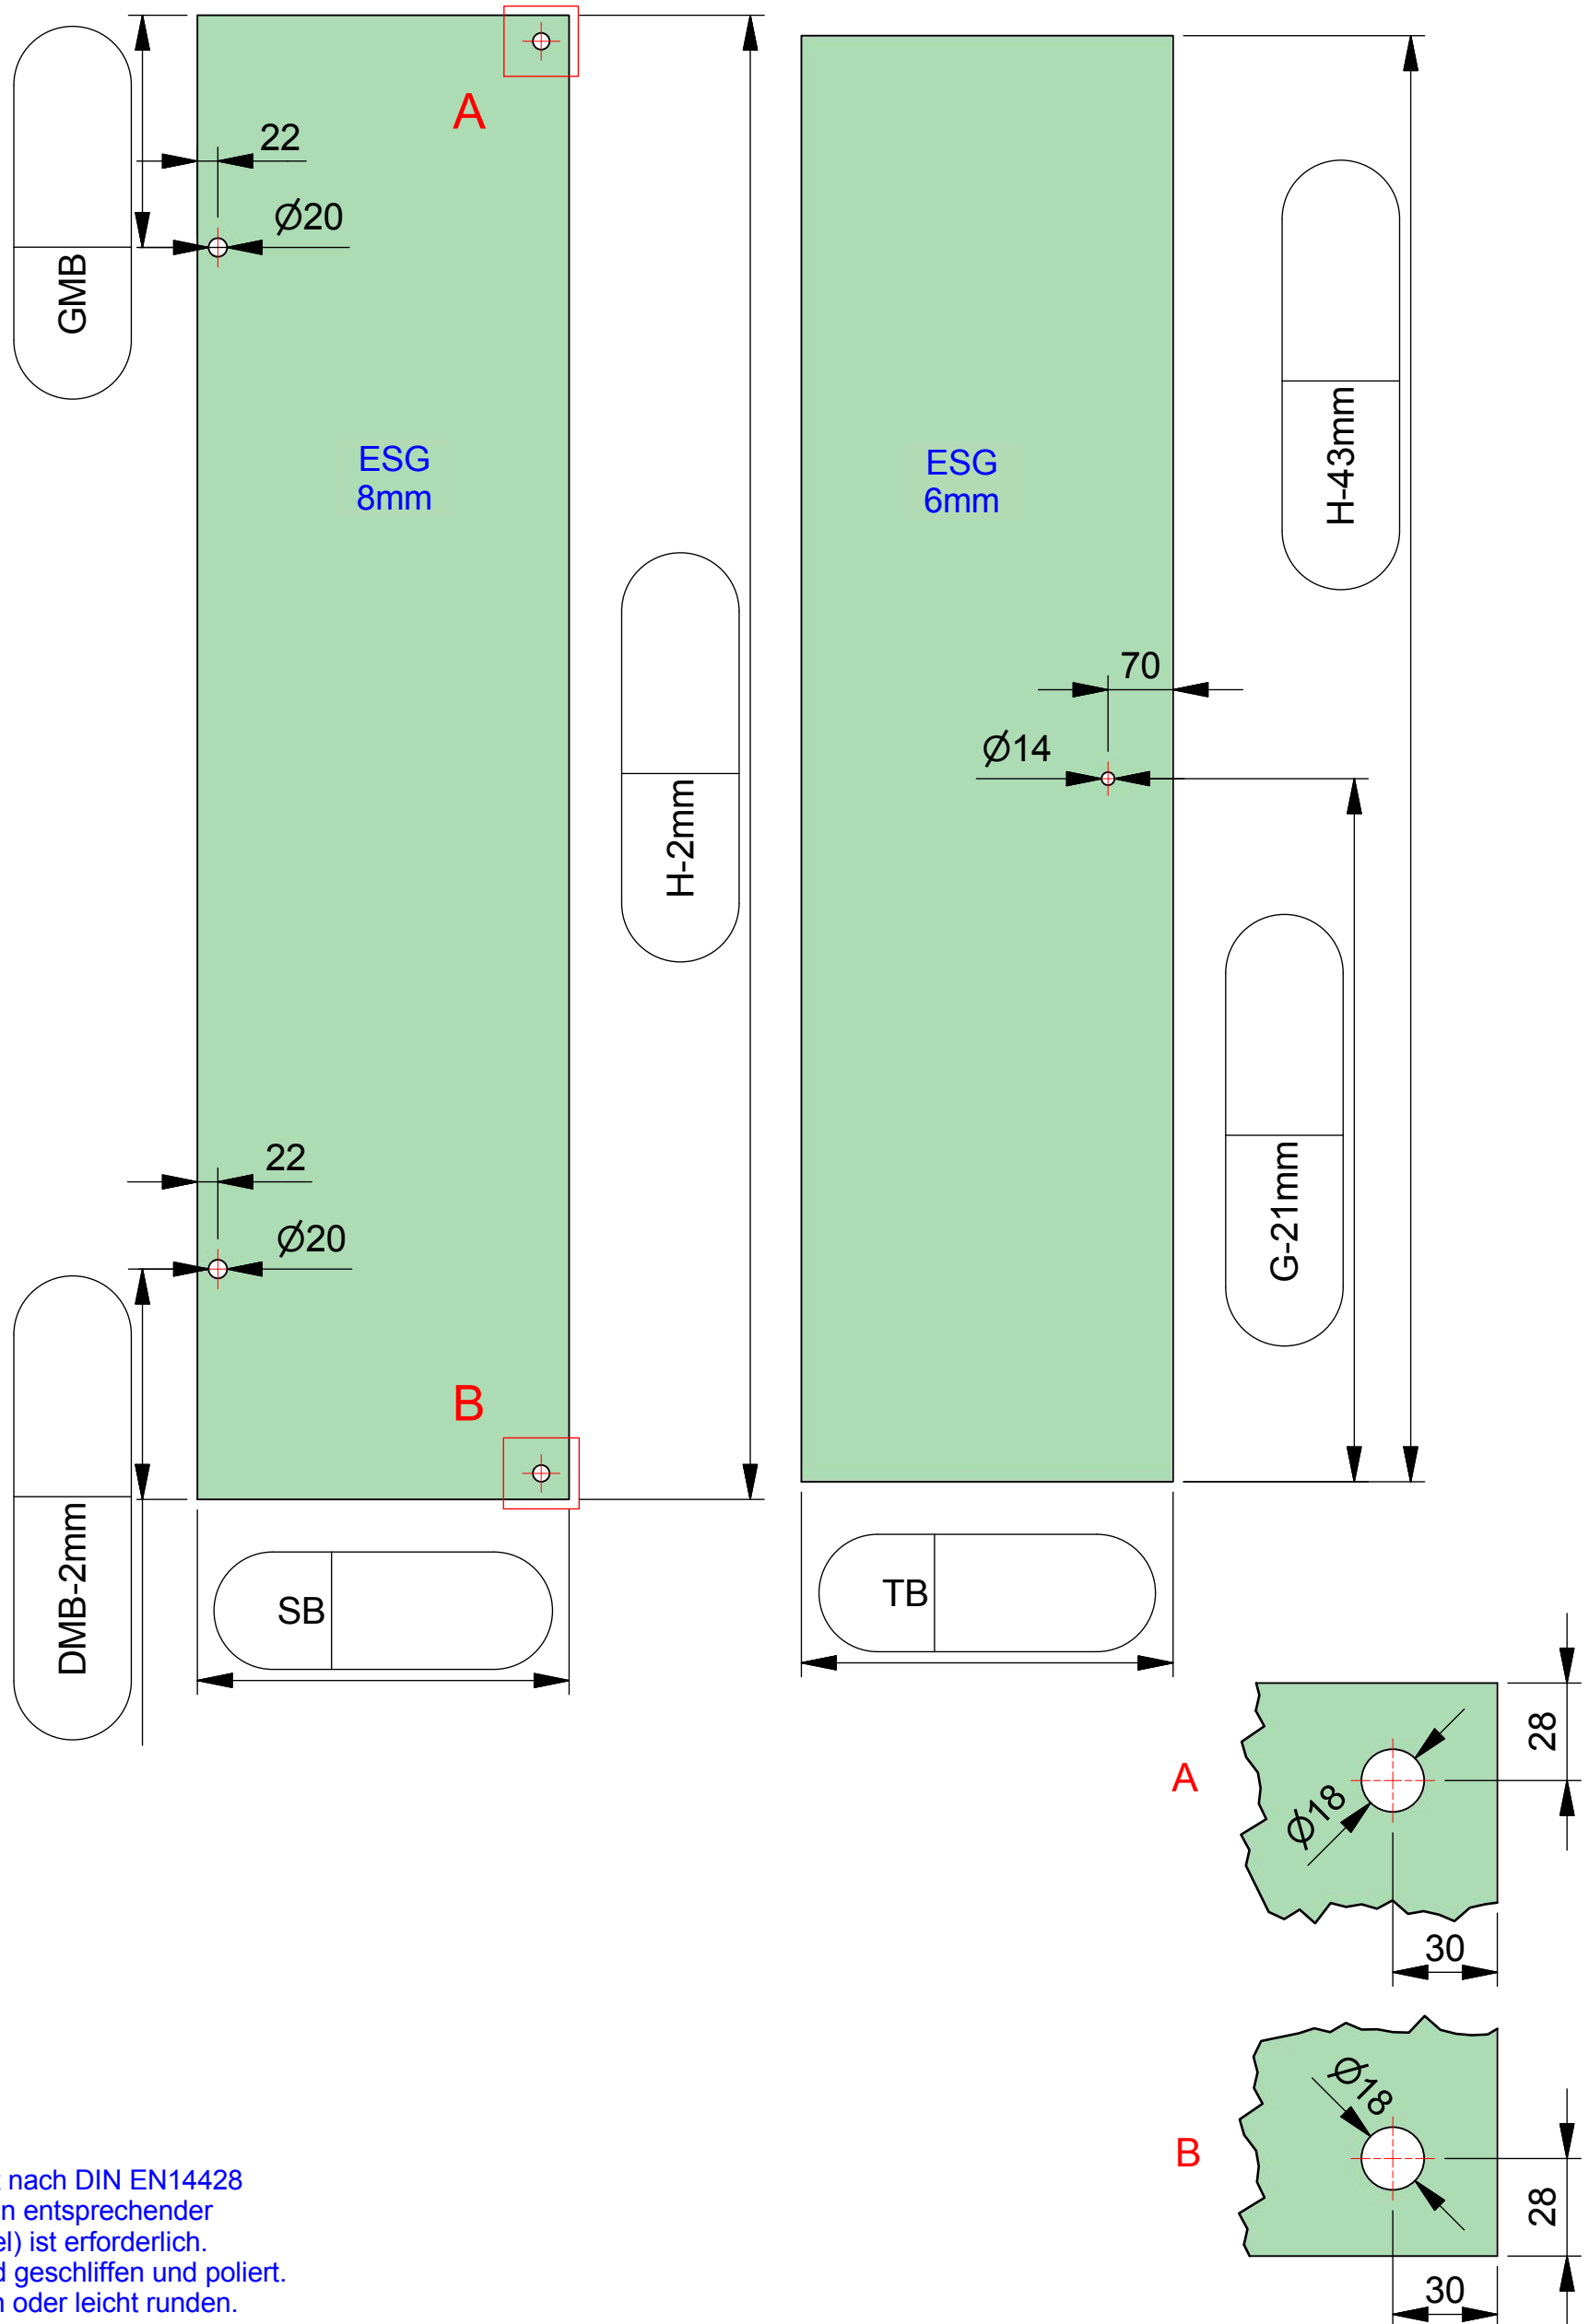 A
22
Ø20
GMB
ESG
8mm
H-2mm
22
Ø20
B
DMB-2mm
SB
ESG
6mm
H-43mm
70
Ø14
G-21mm
TB
A
Ø18
28
30
B
Ø18
28
30
nach DIN EN14428
n entsprechender
el) ist erforderlich.
d geschliffen und poliert.
n oder leicht runden.